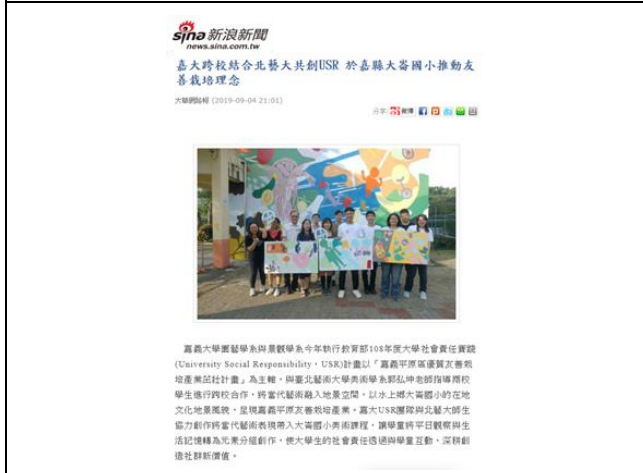 sina 新浪新聞
news.sina.com.tw
嘉大跨校結合北藝大共創USR 於嘉縣大崙國小推動友
善栽培理念
大華網路報 (2019-09-04 21:01)
分享:
嘉義大學園藝學系與景觀學系今年執行教育部108年度大學社會責任實踐
(University Social Responsibility，USR)計畫以「嘉義平原區優質友善栽
培產業茁壯計畫」為主軸，與臺北藝術大學美術學系郭弘坤老師指導兩校
學生進行跨校合作，將當代藝術融入地景空間，以水上鄉大崙國小的在地
文化地景風貌，呈現嘉義平原友善栽培產業。嘉大USR團隊與北藝大師生
協力創作將當代藝術表現帶入大崙國小美術課程，讓學童將平日觀察與生
活記憶轉為元素分組創作，使大學生的社會責任透過與學童互動，深耕創
造社群新價值。